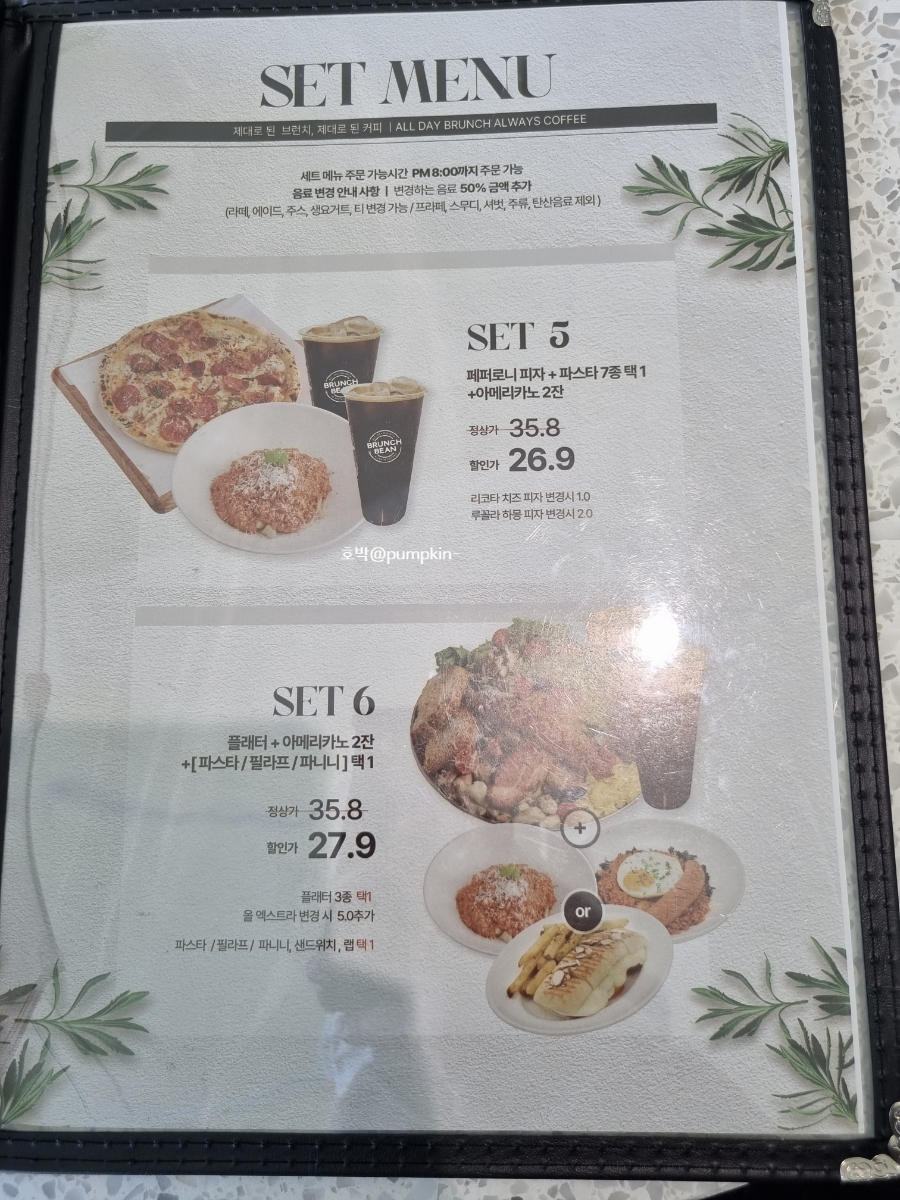 SET MENU
제대로 된 브런치, 제대로 된 커피 | ALL DAY BRUNCH ALWAYS COFFEE
세트 메뉴 주문 가능시간 PM 8:00까지 주문 가능
음료 변경 안내 사항 | 변경하는 음료 50% 금액 추가
(라떼, 에이드, 주스, 생요거트, 티 변경 가능 / 프라페, 스무디, 셔벗, 주류, 탄산음료 제외)
BRUNCH
BEAN
BRUNCH
BEAN
SET 5
페퍼로니 피자 + 파스타 7종 택 1
+아메리카노 2잔
정상가 35.8
할인가 26.9
리코타 치즈 피자 변경시 1.0
루꼴라 하몽 피자 변경시 2.0
호박@pumpkin~
SET 6
플래터 + 아메리카노 2잔
+[ 파스타 / 필라프 / 파니니 ] 택 1
정상가 35.8
할인가 27.9
플래터 3종 택1
올 엑스트라 변경 시 5.0추가
파스타 / 필라프 / 파니니, 샌드위치, 랩 택 1
+
or